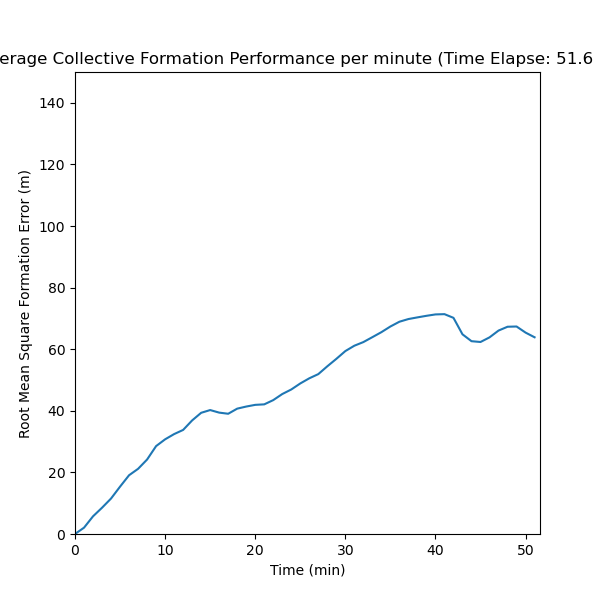 erage Collective Formation Performance per minute (Time Elapse: 51.6
140
120
100
80
60
40
20
0
Root Mean Square Formation Error (m)
0 10 20 30 40 50
Time (min)